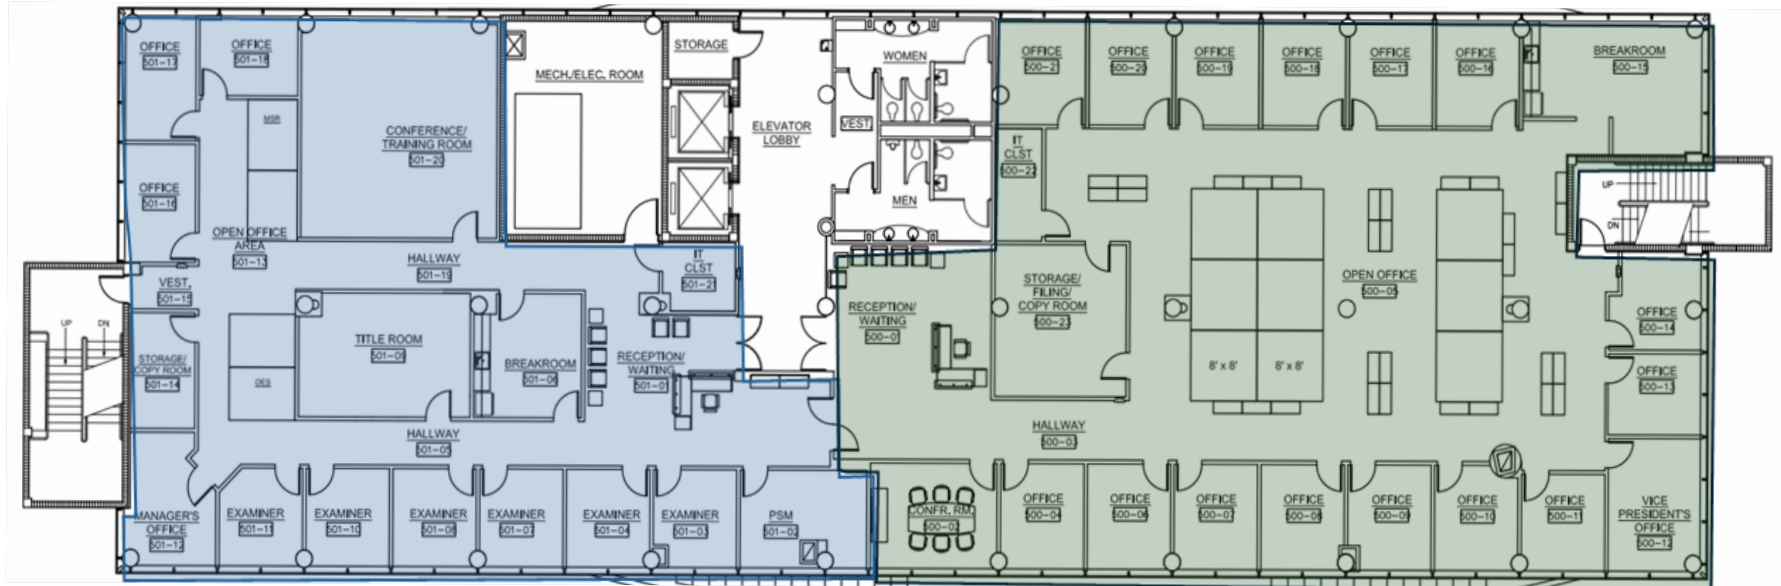 OFFICE
501-17
OFFICE
501-18
MSR
CONFERENCE/
TRAINING ROOM
501-20
OFFICE
501-16
OPEN OFFICE
AREA
501-13
HALLWAY
501-19
VEST.
501-15
IT
CLST
501-21
UP
DN
STORAGE/
COPY ROOM
501-14
OES
TITLE ROOM
501-09
BREAKROOM
501-06
RECEPTION/
WAITING
501-01
HALLWAY
501-05
MANAGER'S
OFFICE
501-12
EXAMINER
501-11
EXAMINER
501-10
EXAMINER
501-08
EXAMINER
501-07
EXAMINER
501-04
EXAMINER
501-03
PSM
501-02
MECH./ELEC. ROOM
STORAGE
ELEVATOR
LOBBY
WOMEN
VEST.
MEN
OFFICE
500-21
OFFICE
500-20
OFFICE
500-19
OFFICE
500-18
OFFICE
500-17
OFFICE
500-16
BREAKROOM
500-15
IT
CLST
500-22
UP
DN
RECEPTION/
WAITING
500-01
STORAGE/
FILING/
COPY ROOM
500-23
OPEN OFFICE
500-05
8' x 8'
8' x 8'
OFFICE
500-14
OFFICE
500-13
HALLWAY
500-03
CONFR. RM.
500-02
OFFICE
500-04
OFFICE
500-06
OFFICE
500-07
OFFICE
500-08
OFFICE
500-09
OFFICE
500-10
OFFICE
500-11
VICE
PRESIDENT'S
OFFICE
500-12